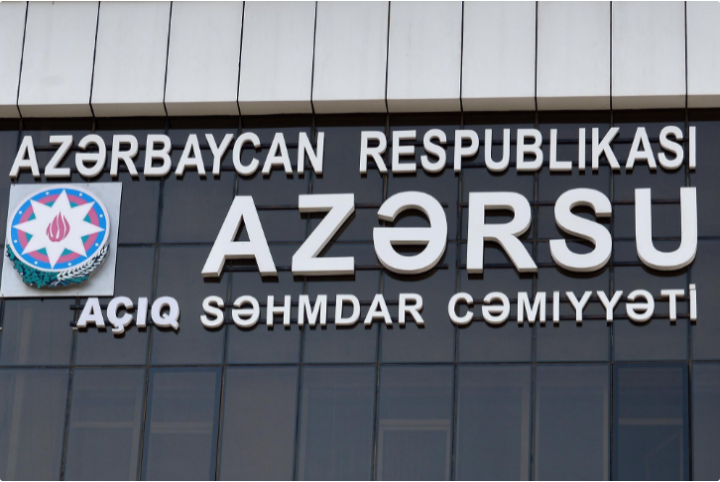 AZƏRBAYCAN RESPUBLIKASI
AZƏRSU
AÇIQ SƏHMDAR CƏMIYYƏTİ